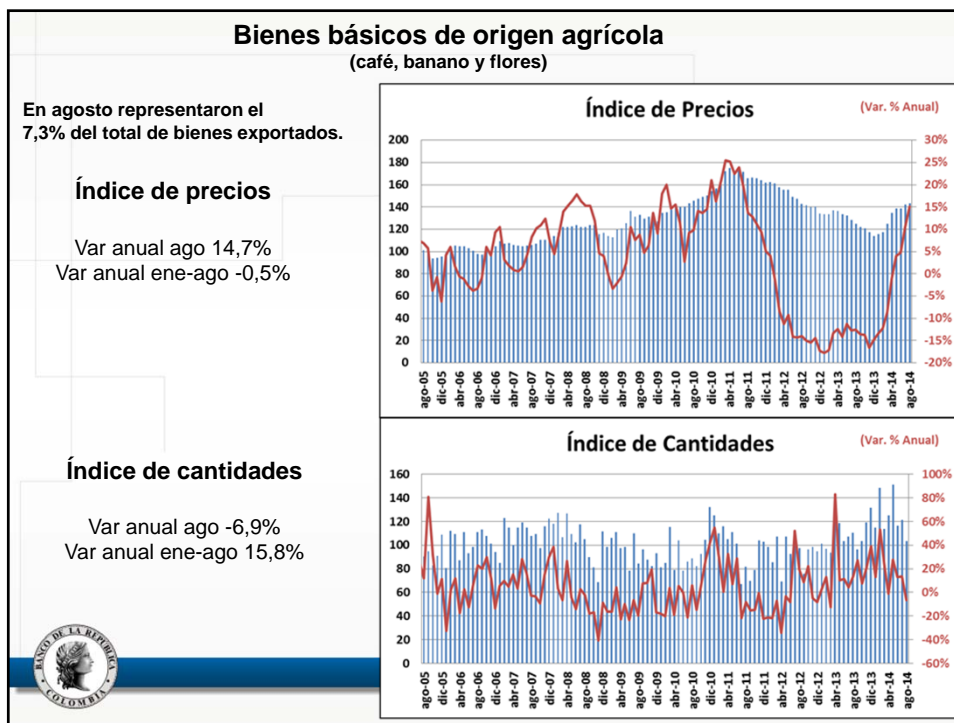 Bienes básicos de origen agrícola
(café, banano y flores)
En agosto representaron el
7,3% del total de bienes exportados.
Índice de precios
Var anual ago 14,7%
Var anual ene-ago -0,5%
Índice de Precios
(Var. % Anual)
200
180
160
140
120
100
80
60
40
20
0
30%
25%
20%
15%
10%
5%
0%
-5%
-10%
-15%
-20%
ago-05
dic-05
abr-06
ago-06
dic-06
abr-07
ago-07
dic-07
abr-08
ago-08
dic-08
abr-09
ago-09
dic-09
abr-10
ago-10
dic-10
abr-11
ago-11
dic-11
abr-12
ago-12
dic-12
abr-13
ago-13
dic-13
abr-14
ago-14
Índice de cantidades
Var anual ago -6,9%
Var anual ene-ago 15,8%
Índice de Cantidades
(Var. % Anual)
160
140
120
100
80
60
40
20
0
100%
80%
60%
40%
20%
0%
-20%
-40%
-60%
ago-05
dic-05
abr-06
ago-06
dic-06
abr-07
ago-07
dic-07
abr-08
ago-08
dic-08
abr-09
ago-09
dic-09
abr-10
ago-10
dic-10
abr-11
ago-11
dic-11
abr-12
ago-12
dic-12
abr-13
ago-13
dic-13
abr-14
ago-14
BANCO DE LA REPUBLICA
COLOMBIA